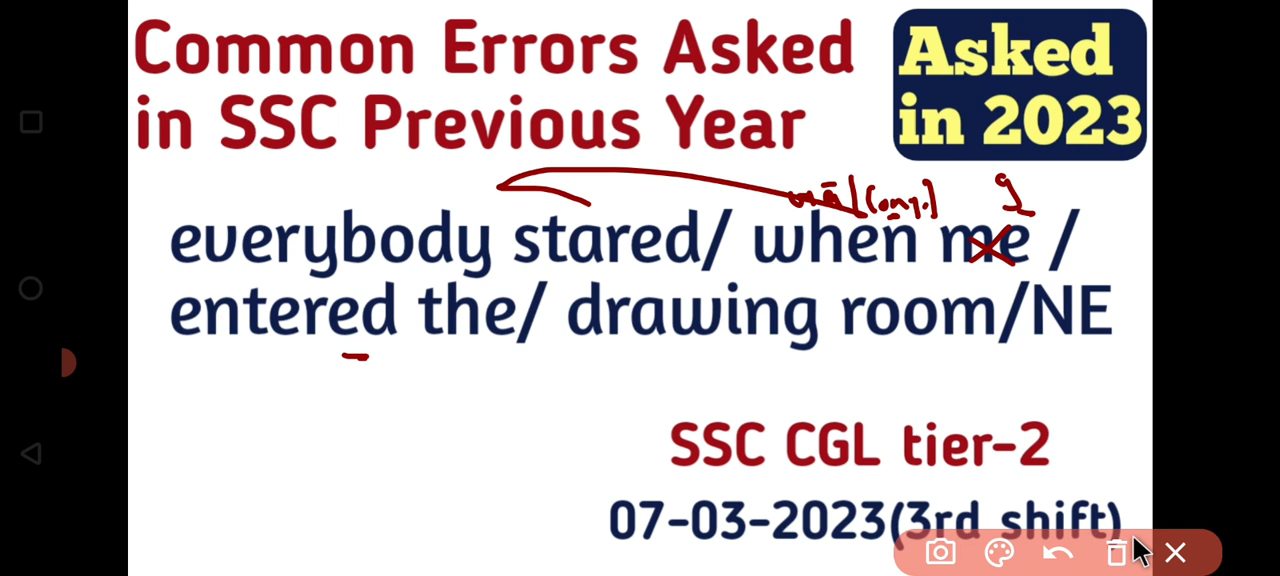 Common Errors Asked
in SSC Previous Year
Asked
in 2023
everybody stared/ when me /
entered the/ drawing room/NE
SSC CGL tier-2
07-03-2023(3rd shift)